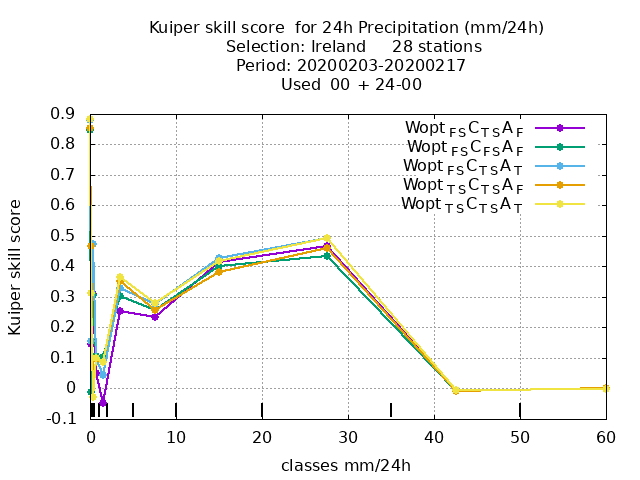 Kuiper skill score  for 24h Precipitation (mm/24h)
Selection: Ireland     28 stations
Period: 20200203-20200217
Used  00 + 24-00
Wopt FS C TS A F
Wopt FS C FS A F
Wopt FS C TS A T
Wopt TS C TS A F
Wopt TS C TS A T
Kuiper skill score
0.9
0.8
0.7
0.6
0.5
0.4
0.3
0.2
0.1
0
-0.1
0 10 20 30 40 50 60
classes mm/24h